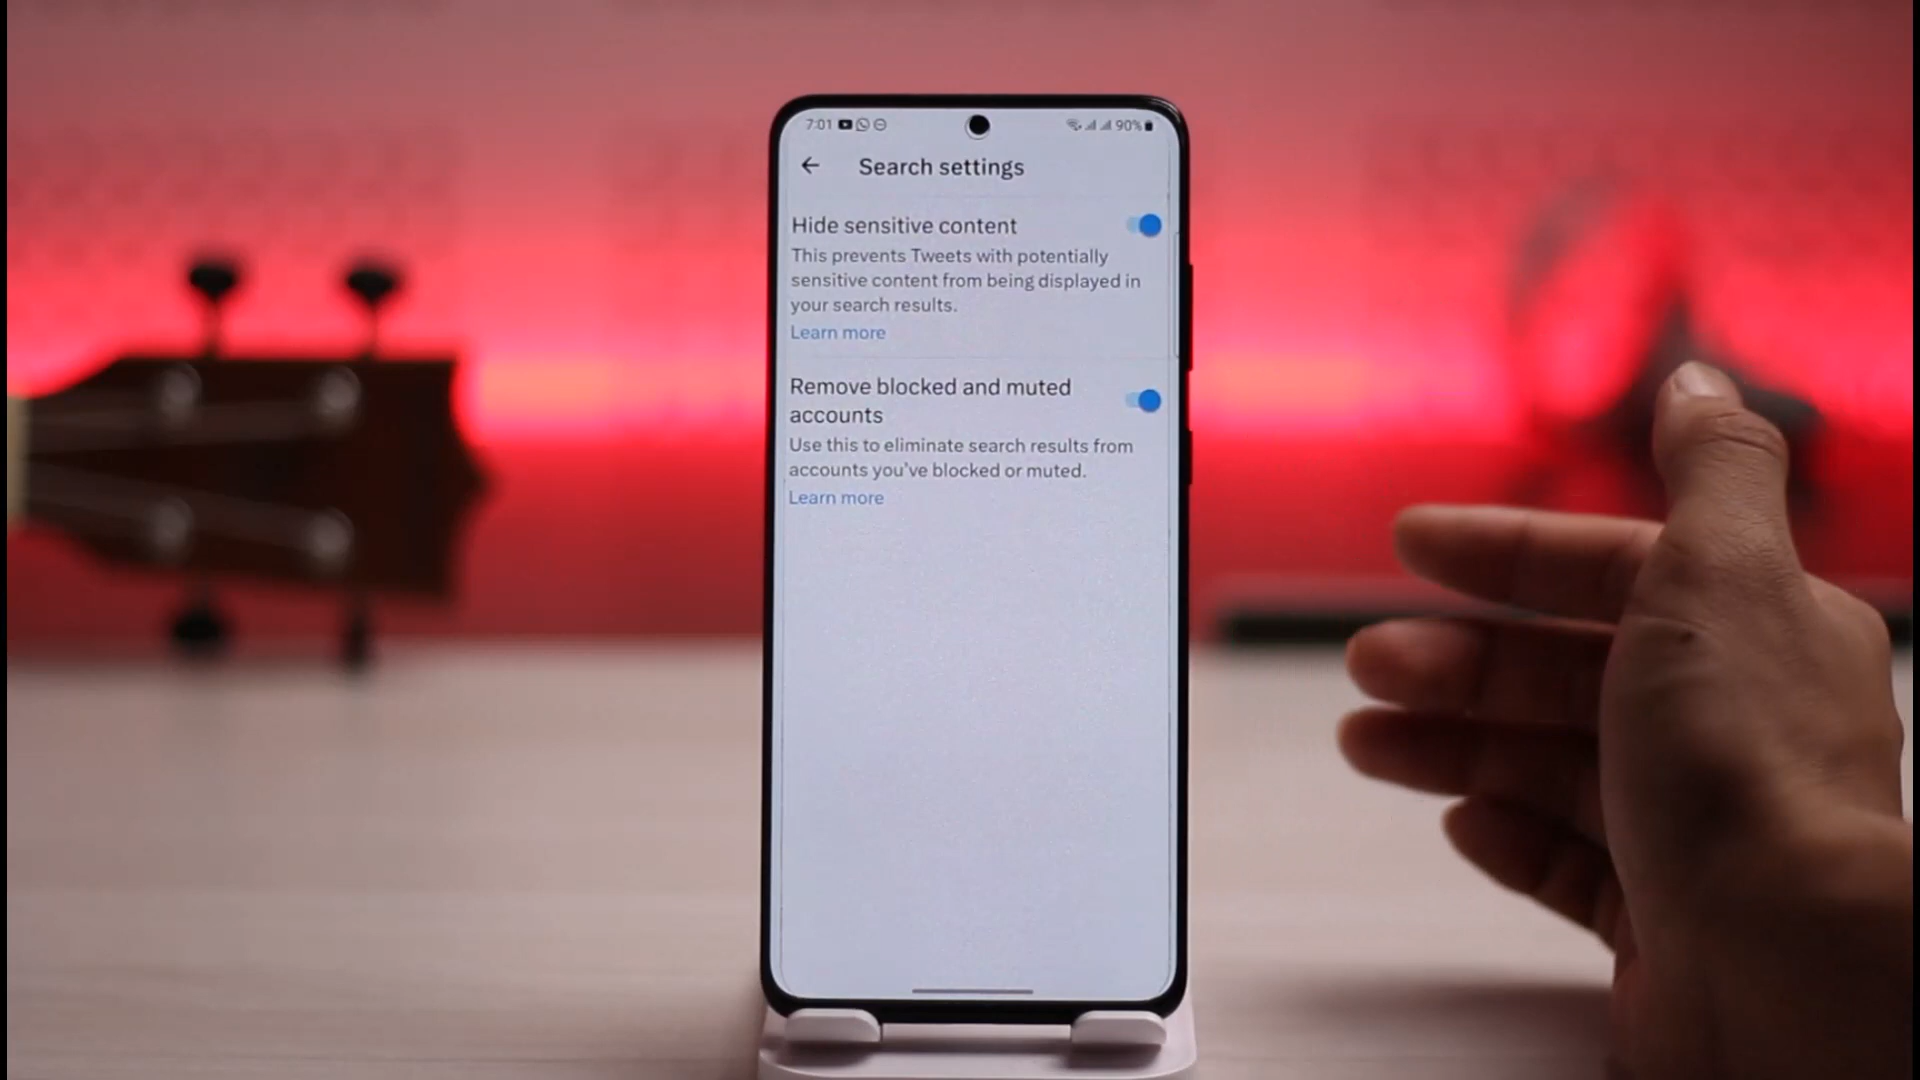 7:01 90%
Search settings
Hide sensitive content
This prevents Tweets with potentially
sensitive content from being displayed in
your search results.
Learn more
Remove blocked and muted
accounts
Use this to eliminate search results from
accounts you've blocked or muted.
Learn more